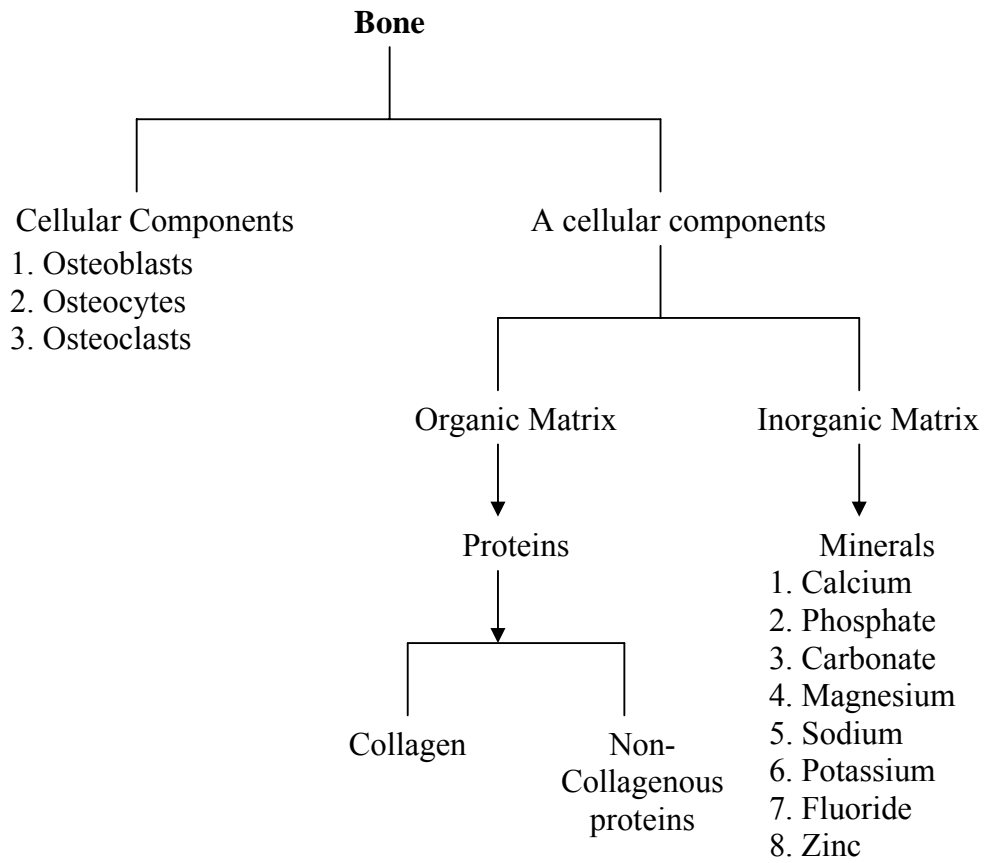 Bone
Cellular Components
1. Osteoblasts
2. Osteocytes
3. Osteoclasts
A cellular components
Organic Matrix
Inorganic Matrix
Proteins
Collagen
Non-
Collagenous
proteins
Minerals
1. Calcium
2. Phosphate
3. Carbonate
4. Magnesium
5. Sodium
6. Potassium
7. Fluoride
8. Zinc